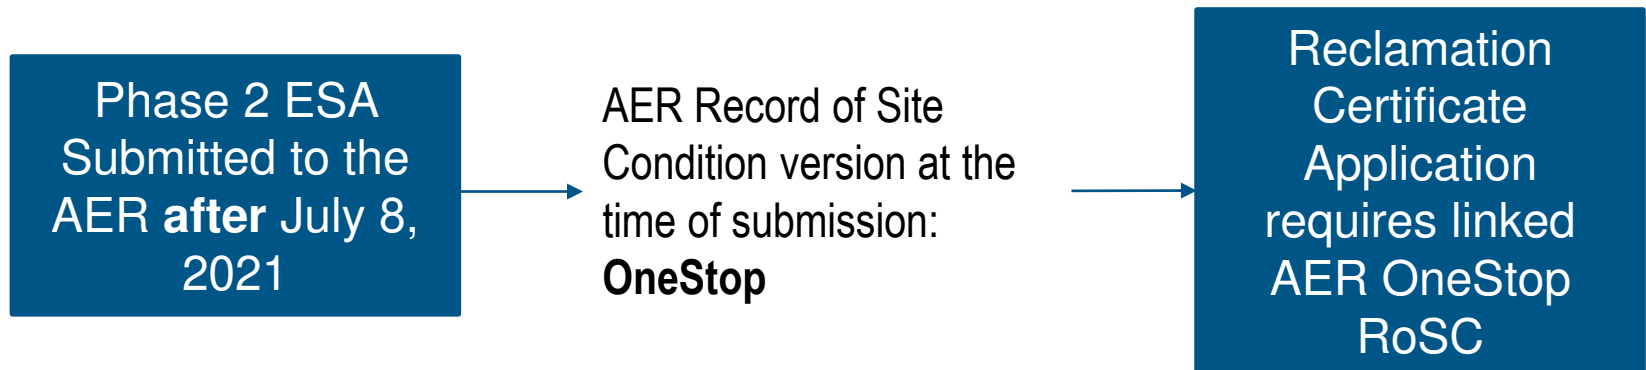 Phase 2 ESA
Submitted to the
AER after July 8,
2021
AER Record of Site
Condition version at the
time of submission:
OneStop
Reclamation
Certificate
Application
requires linked
AER OneStop
RoSC